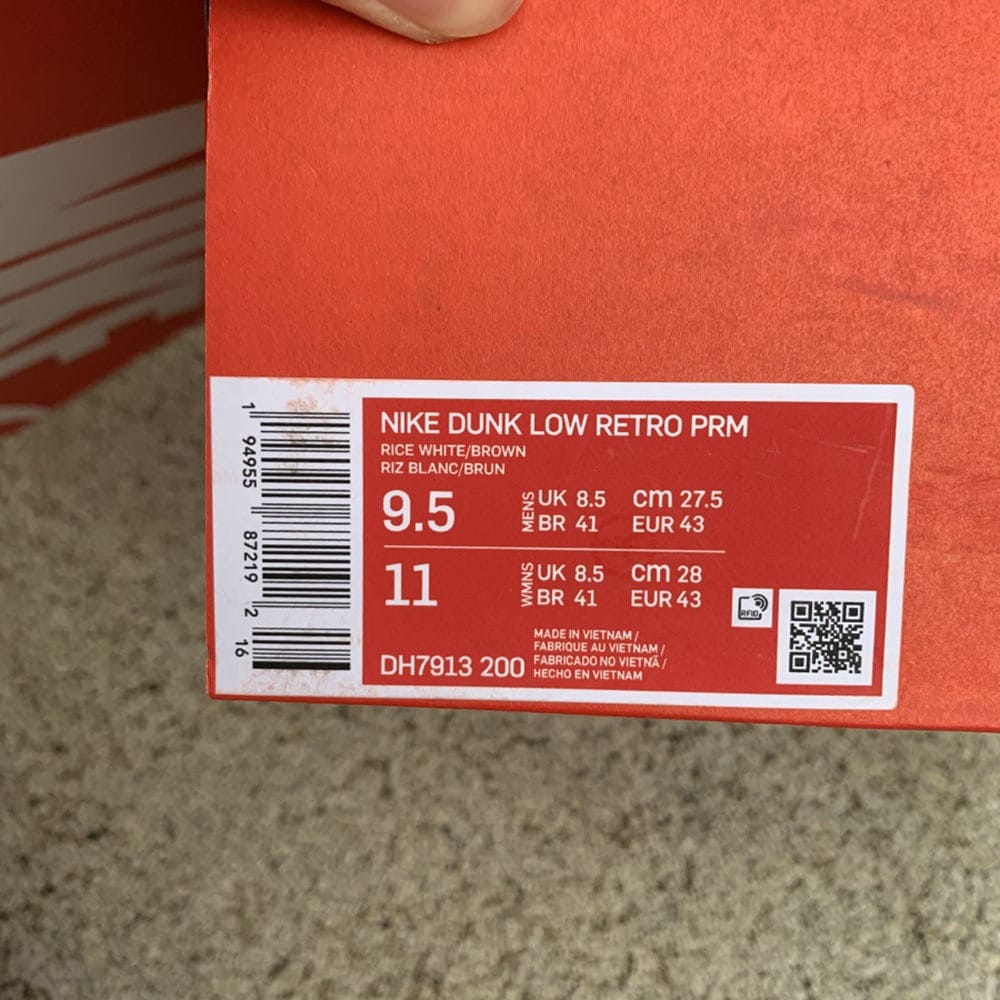 NIKE DUNK LOW RETRO PRM
RICE WHITE/BROWN
RIZ BLANC/BRUN
9.5 MENS UK 8.5 cm 27.5
BR 41 EUR 43
11 WMNS UK 8.5 cm 28
BR 41 EUR 43
MADE IN VIETNAM /
FABRIQUE AU VIETNAM /
FABRICADO NO VIETNÃ /
HECHO EN VIETNAM
DH7913 200
RFID
1 94955 87219 2 16